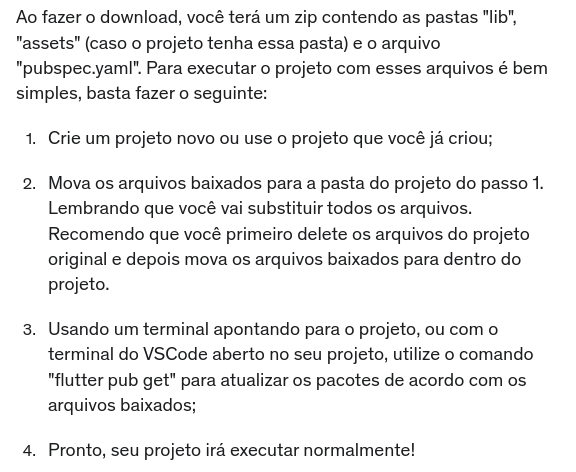 Ao fazer o download, você terá um zip contendo as pastas "lib",
"assets" (caso o projeto tenha essa pasta) e o arquivo
"pubspec.yaml". Para executar o projeto com esses arquivos é bem
simples, basta fazer o seguinte:
1. Crie um projeto novo ou use o projeto que você já criou;
2. Mova os arquivos baixados para a pasta do projeto do passo 1.
Lembrando que você vai substituir todos os arquivos.
Recomendo que você primeiro delete os arquivos do projeto
original e depois mova os arquivos baixados para dentro do
projeto.
3. Usando um terminal apontando para o projeto, ou com o
terminal do VSCode aberto no seu projeto, utilize o comando
"flutter pub get" para atualizar os pacotes de acordo com os
arquivos baixados;
4. Pronto, seu projeto irá executar normalmente!